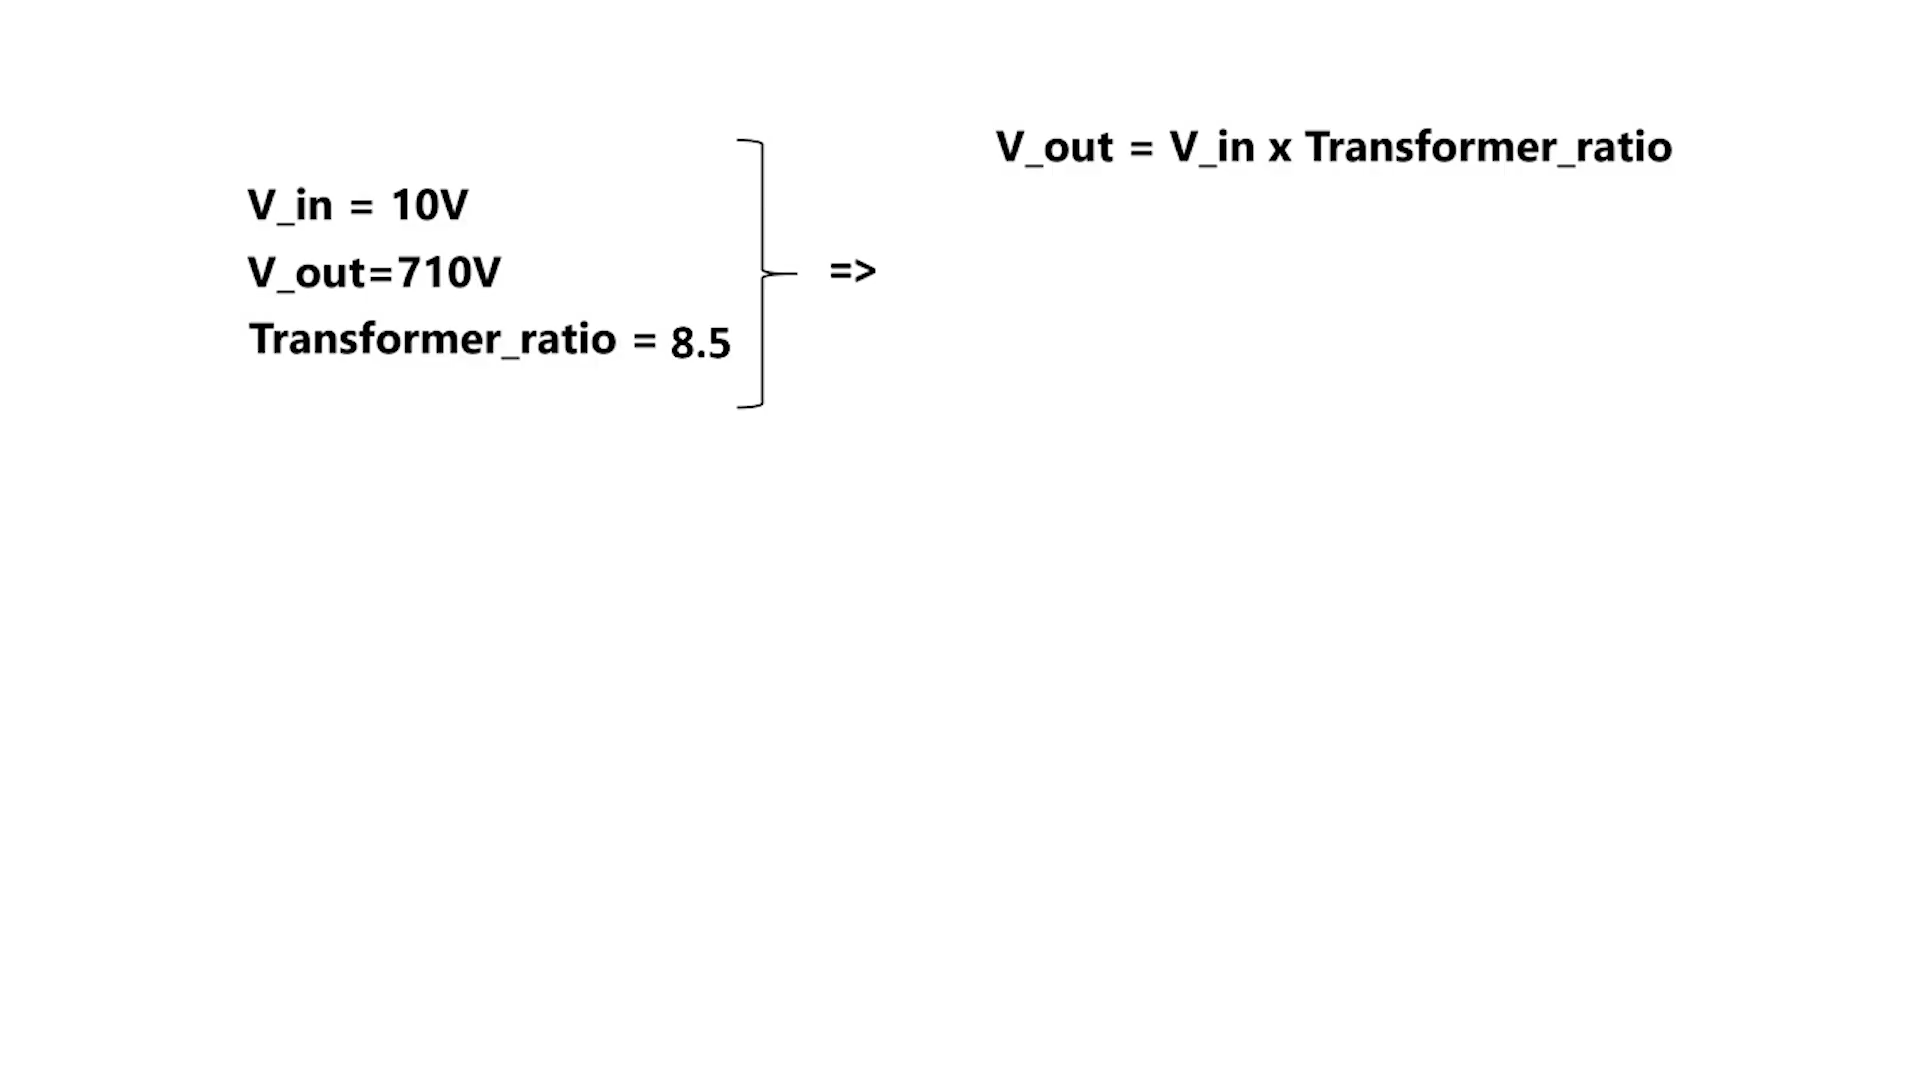 V_in = 10V
V_out=710V
Transformer_ratio = 8.5
=>
V_out = V_in x Transformer_ratio